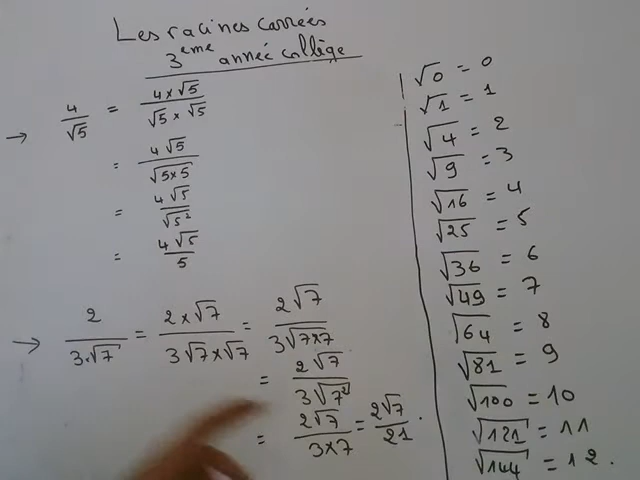 Les racines carrées
3ème année collège
→ 4/√5 = (4×√5)/(√5 × √5)
= 4√5/√(5×5)
= 4√5/√5²
= 4√5/5
→ 2/(3·√7) = (2×√7)/(3√7×√7) = 2√7/(3√(7×7))
= 2√7/(3√7²)
= 2√7/(3×7) = 2√7/21.
√0 = 0
√1 = 1
√4 = 2
√9 = 3
√16 = 4
√25 = 5
√36 = 6
√49 = 7
√64 = 8
√81 = 9
√100 = 10
√121 = 11
√144 = 12.